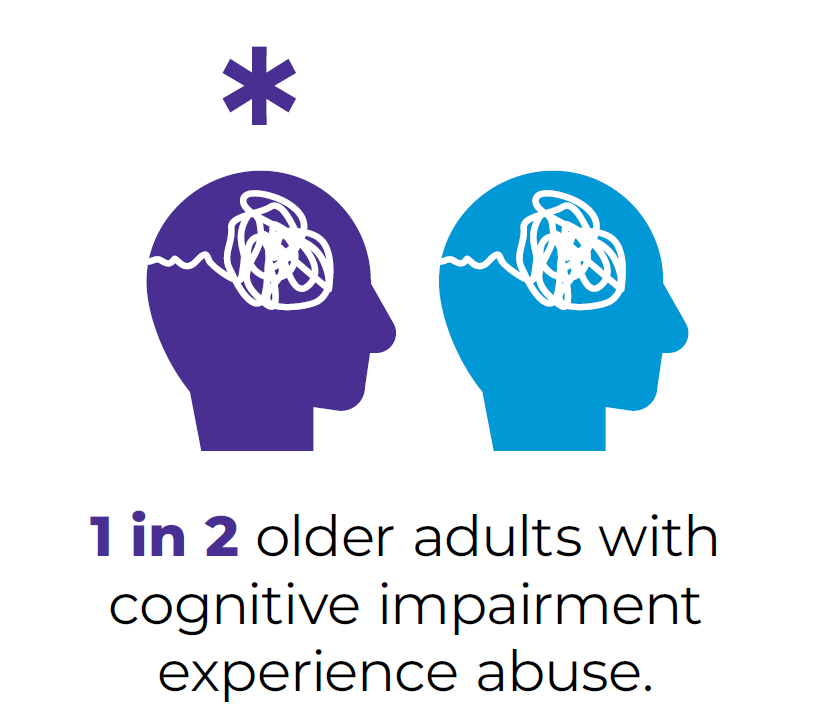 1 in 2 older adults with
cognitive impairment
experience abuse.